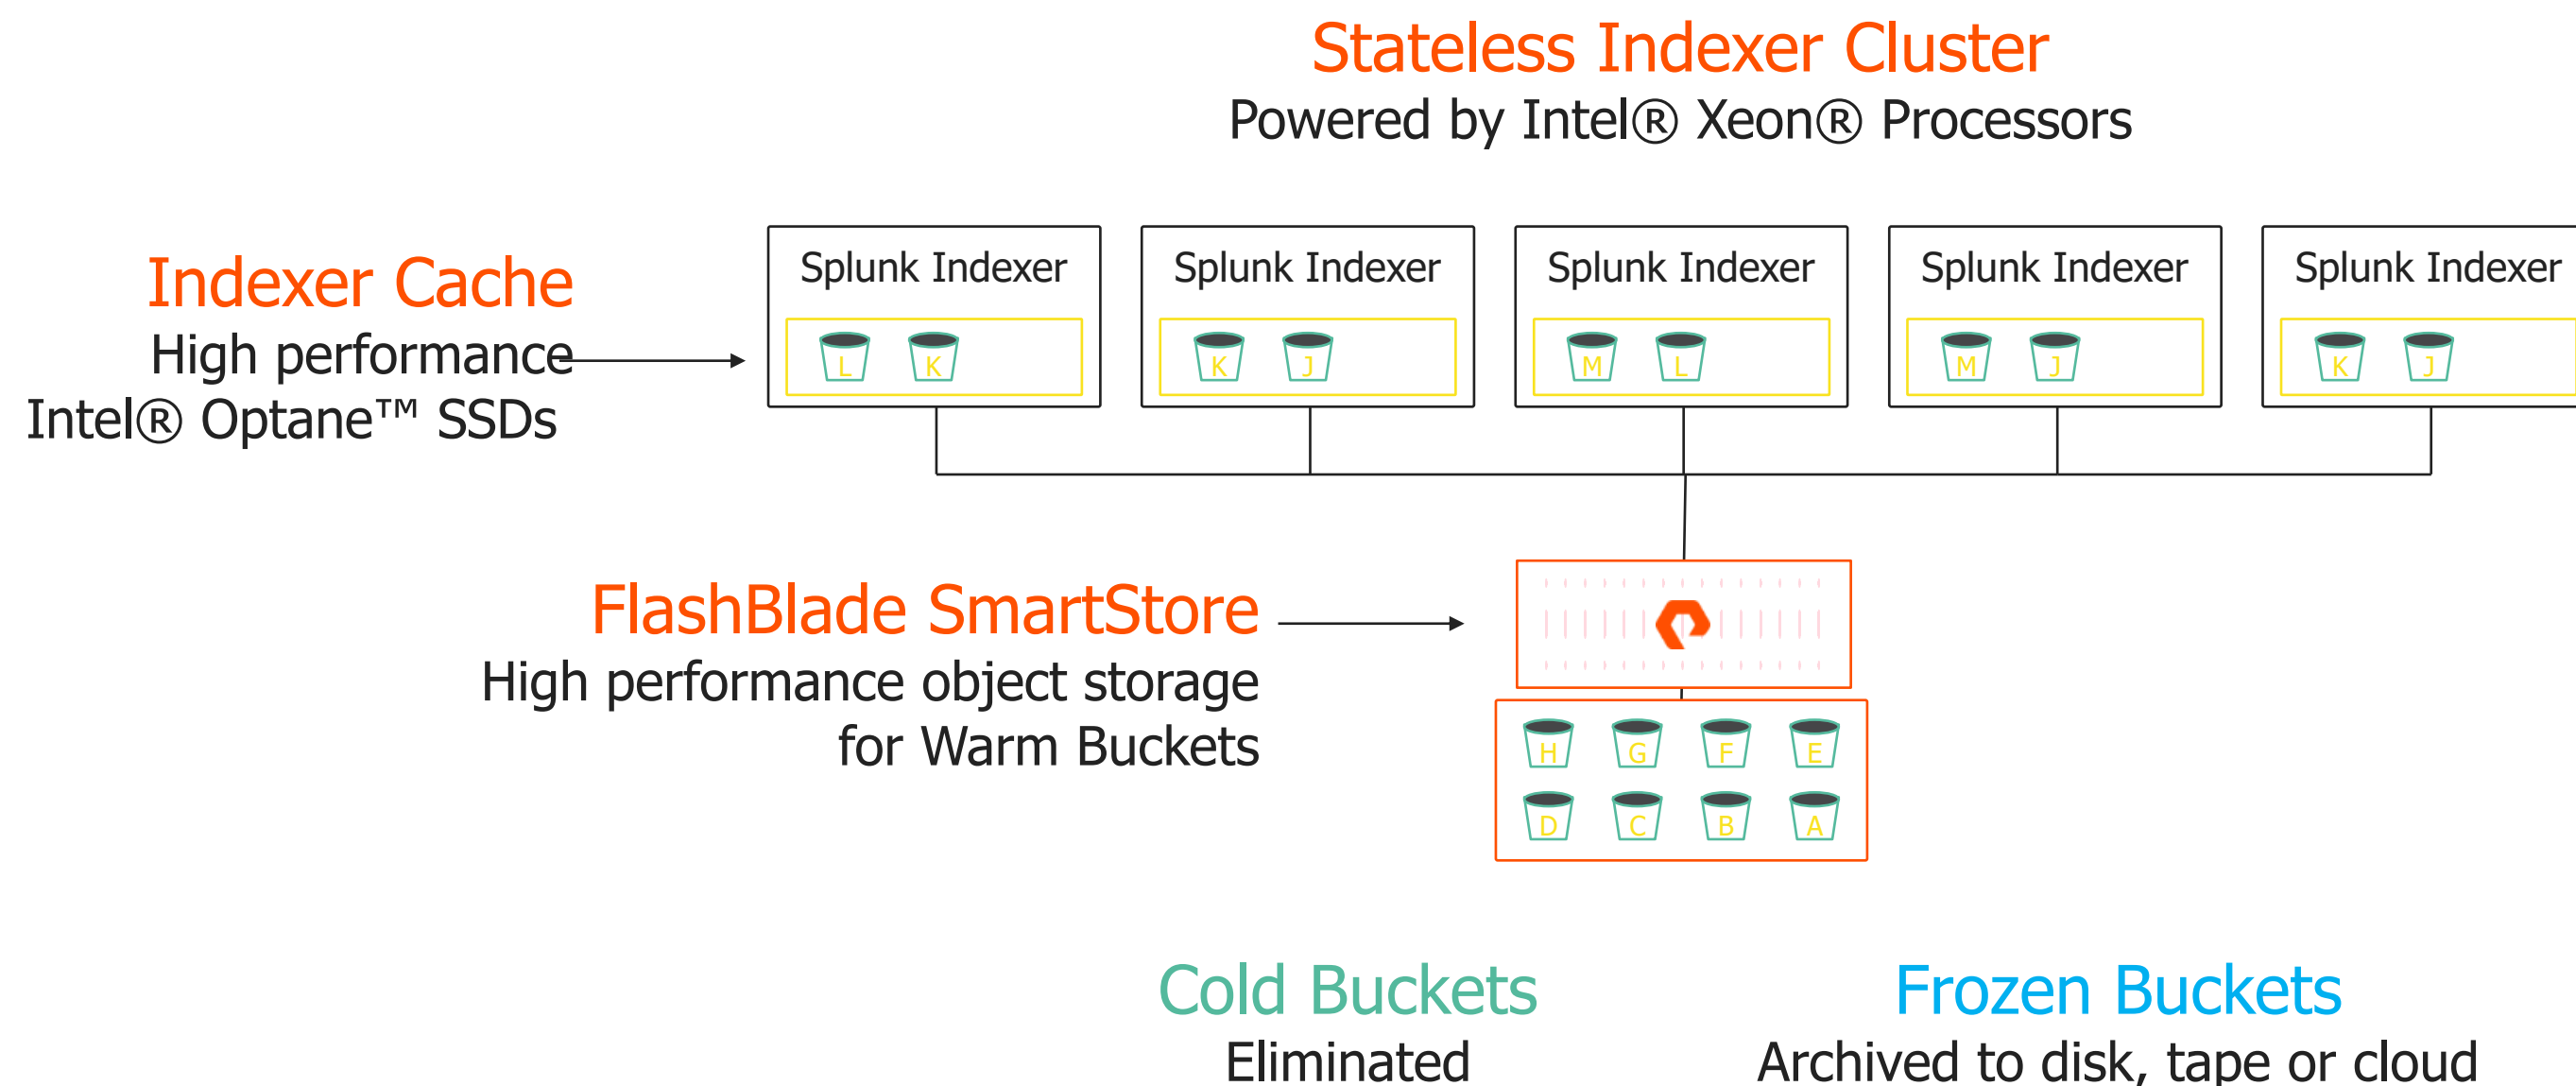 Stateless Indexer Cluster
Powered by Intel® Xeon® Processors
Indexer Cache
High performance
Intel® Optane™ SSDs
Splunk Indexer
L K
Splunk Indexer
K J
Splunk Indexer
M L
Splunk Indexer
M J
Splunk Indexer
K J
FlashBlade SmartStore
High performance object storage
for Warm Buckets
H G F E
D C B A
Cold Buckets
Eliminated
Frozen Buckets
Archived to disk, tape or cloud